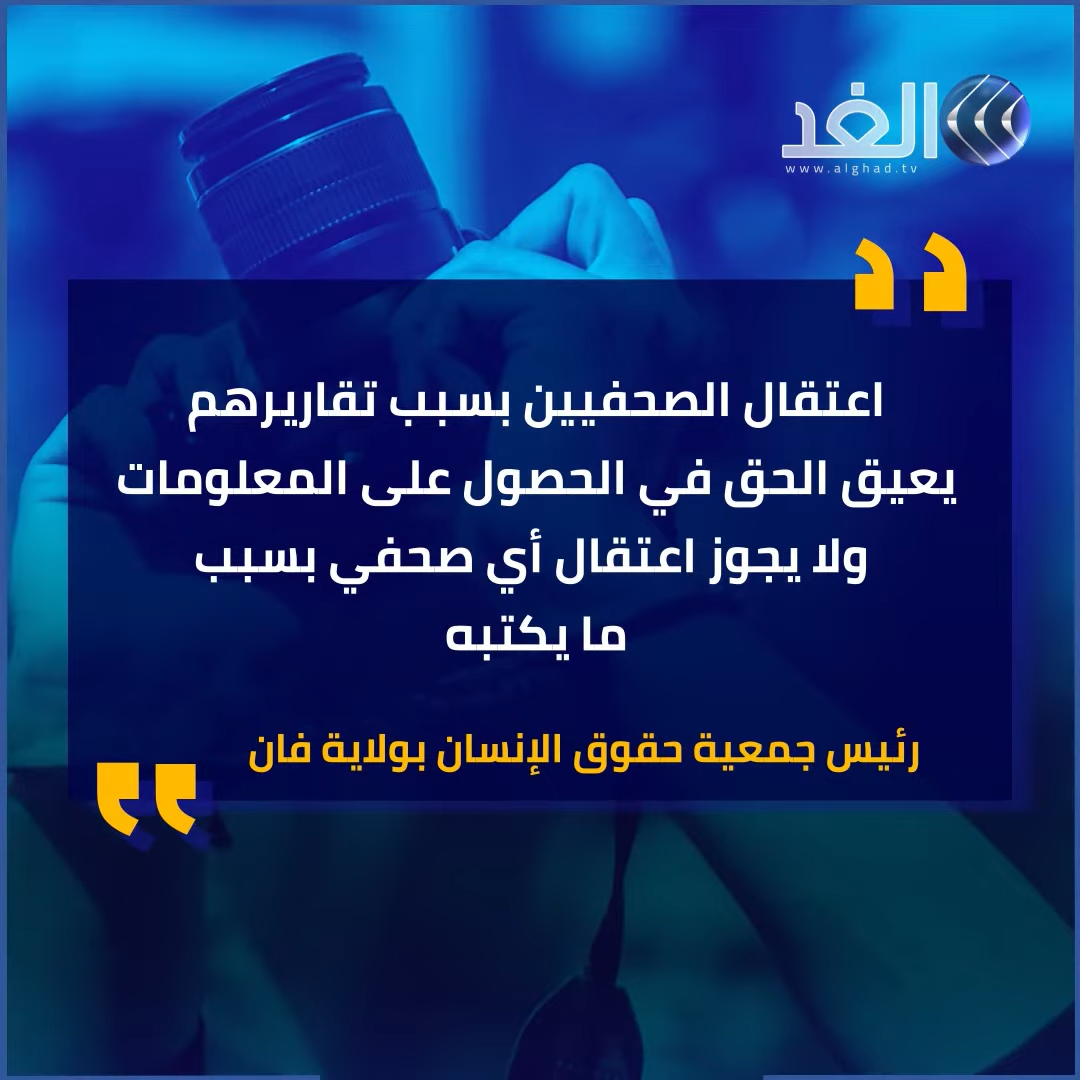 الغد
www.alghad.tv
اعتقال الصحفيين بسبب تقاريرهم
يعيق الحق في الحصول على المعلومات
ولا يجوز اعتقال أي صحفي بسبب
ما يكتبه
رئيس جمعية حقوق الإنسان بولاية فان